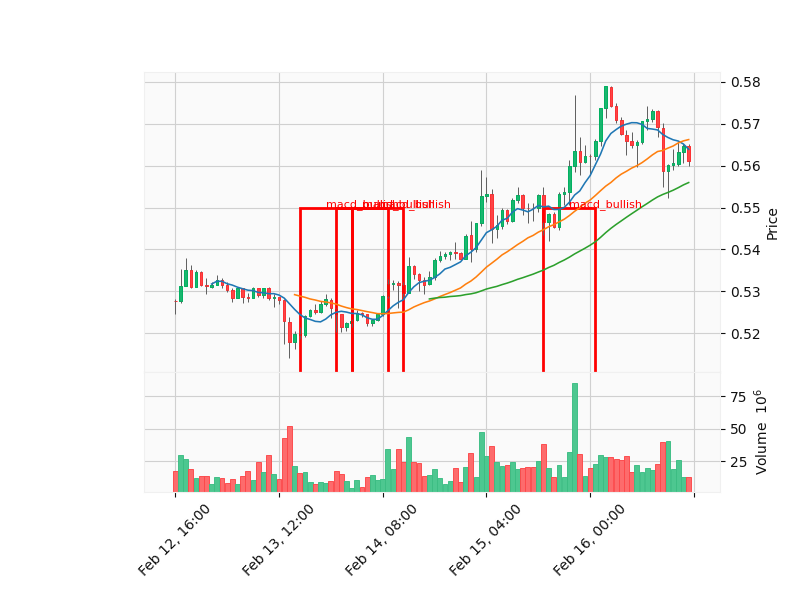 0.58
0.57
0.56
0.55
0.54
0.53
0.52
Price
macd_bullish
macd_bullish
75
50
25
Volume 10^6
Feb 12, 16:00
Feb 13, 12:00
Feb 14, 08:00
Feb 15, 04:00
Feb 16, 00:00